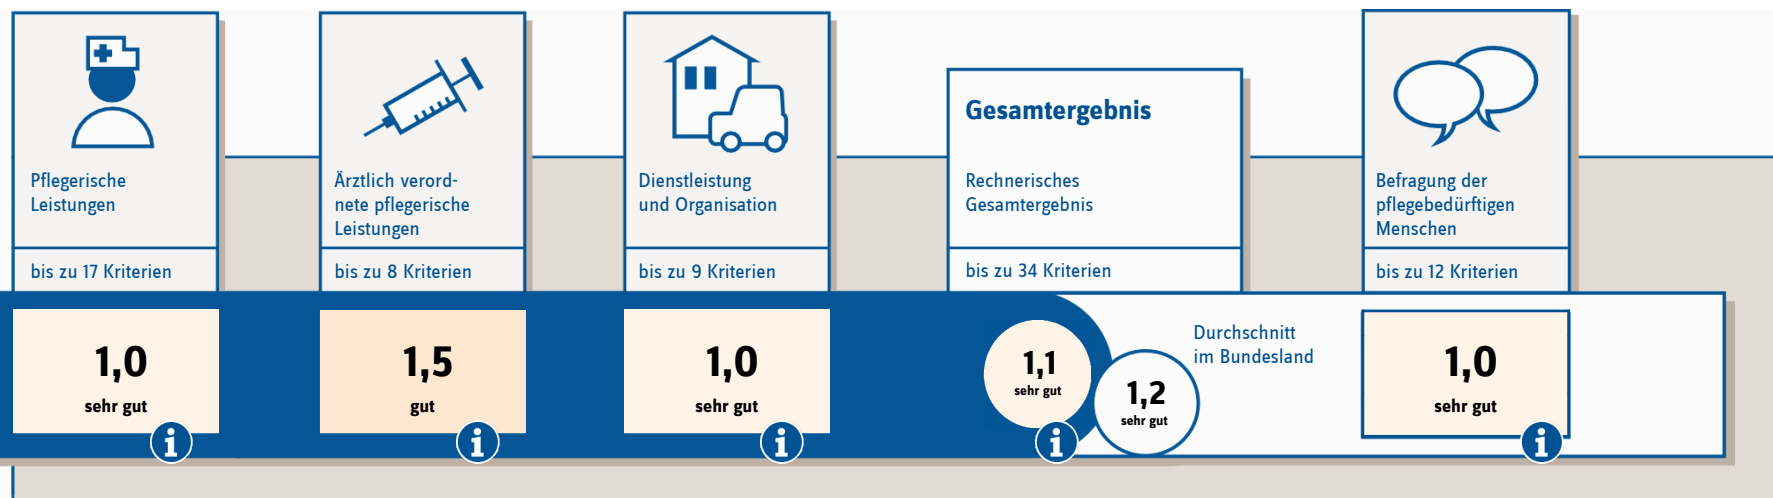 Pflegerische
Leistungen
bis zu 17 Kriterien
1,0
sehr gut
i
Ärztlich verord-
nete pflegerische
Leistungen
bis zu 8 Kriterien
1,5
gut
i
Dienstleistung
und Organisation
bis zu 9 Kriterien
1,0
sehr gut
i
Gesamtergebnis
Rechnerisches
Gesamtergebnis
bis zu 34 Kriterien
1,1
sehr gut
i
1,2
sehr gut
Durchschnitt
im Bundesland
Befragung der
pflegebedürftigen
Menschen
bis zu 12 Kriterien
1,0
sehr gut
i